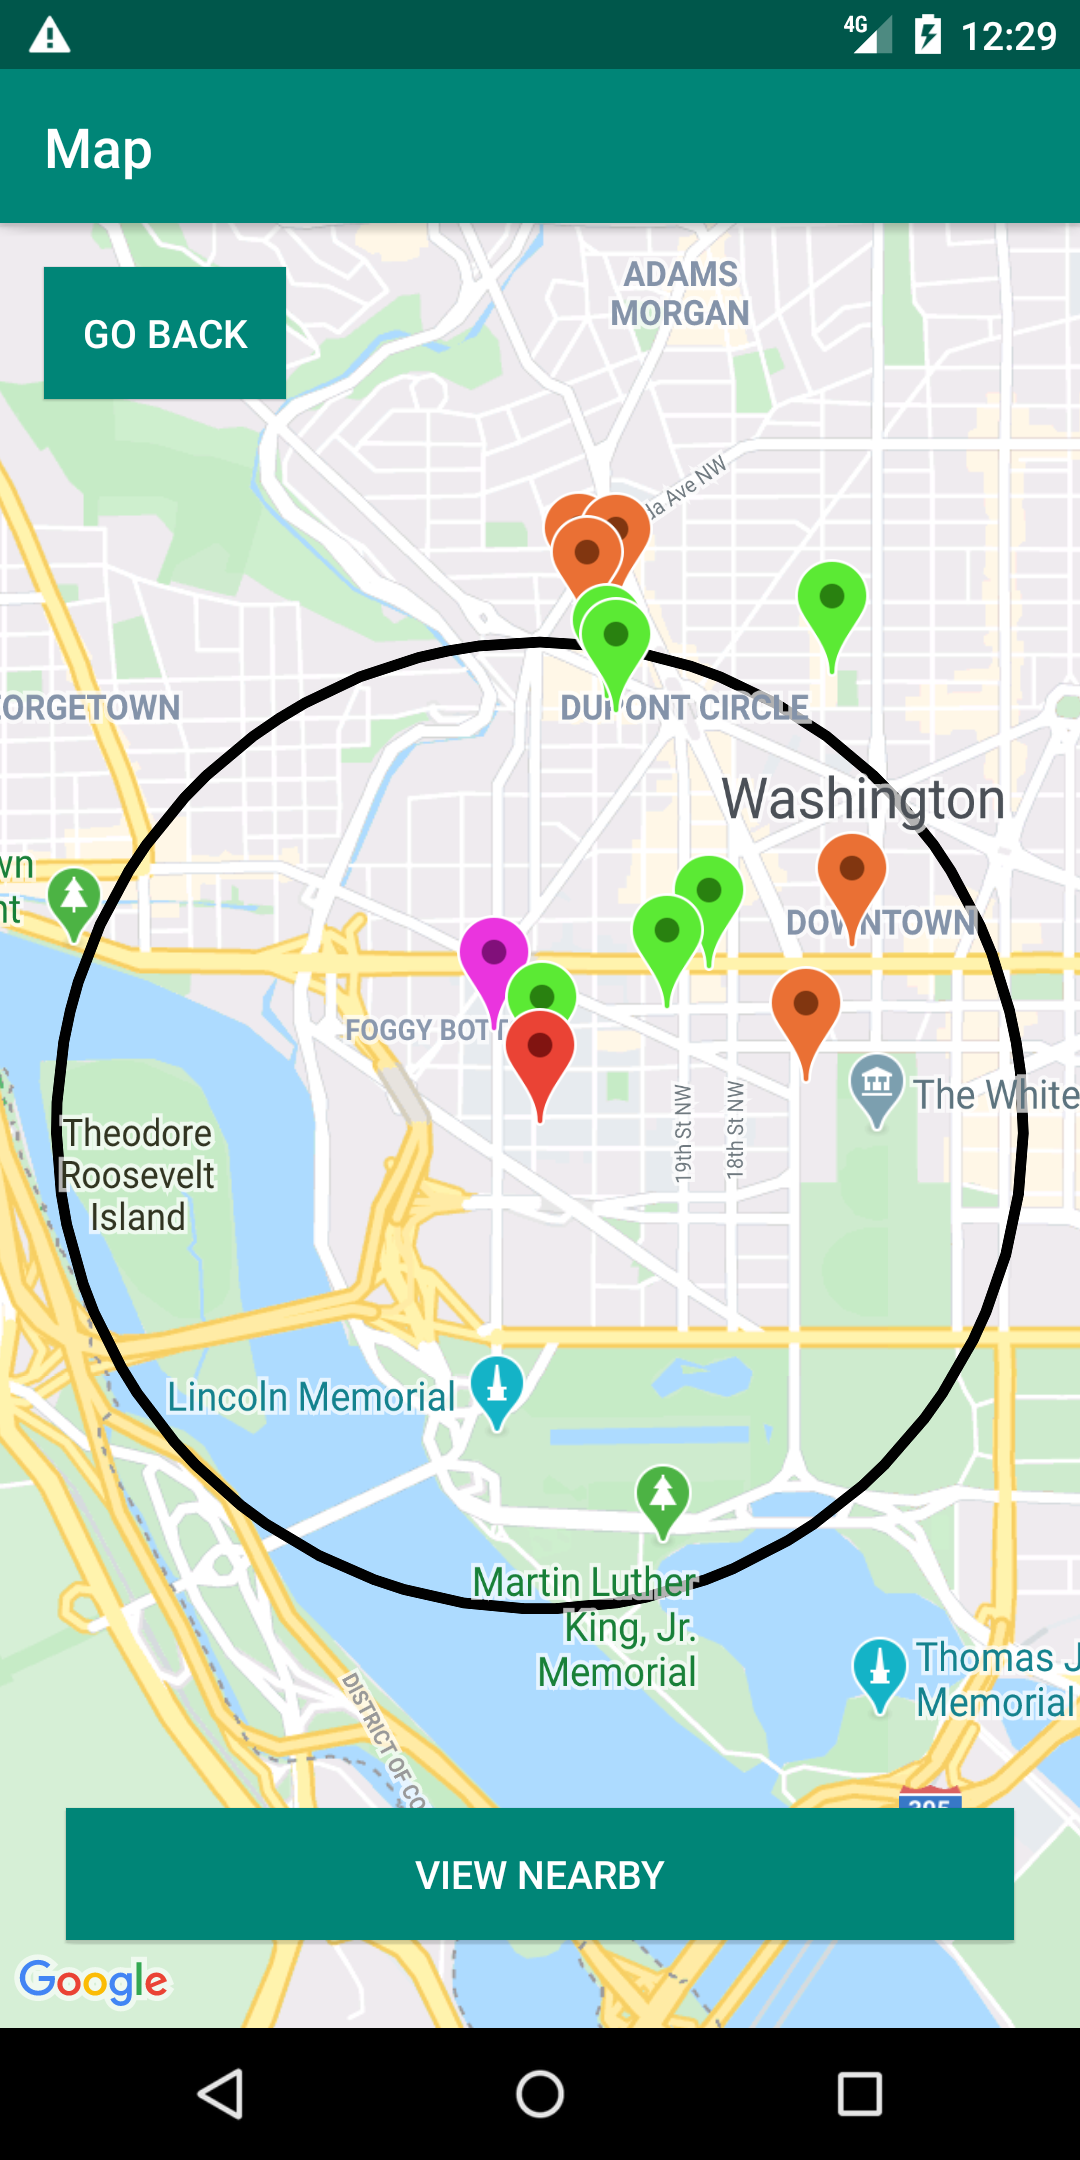 4G 12:29
Map
ADAMS
MORGAN
GO BACK
da Ave NW
ORGETOWN
DUPONT CIRCLE
Washington
wn
nt
DOWNTOWN
FOGGY BOTT
The White
19th St NW
18th St NW
Theodore
Roosevelt
Island
Lincoln Memorial
Martin Luther
King, Jr.
Memorial
Thomas J
Memorial
DISTRICT OF CO
395
VIEW NEARBY
Google